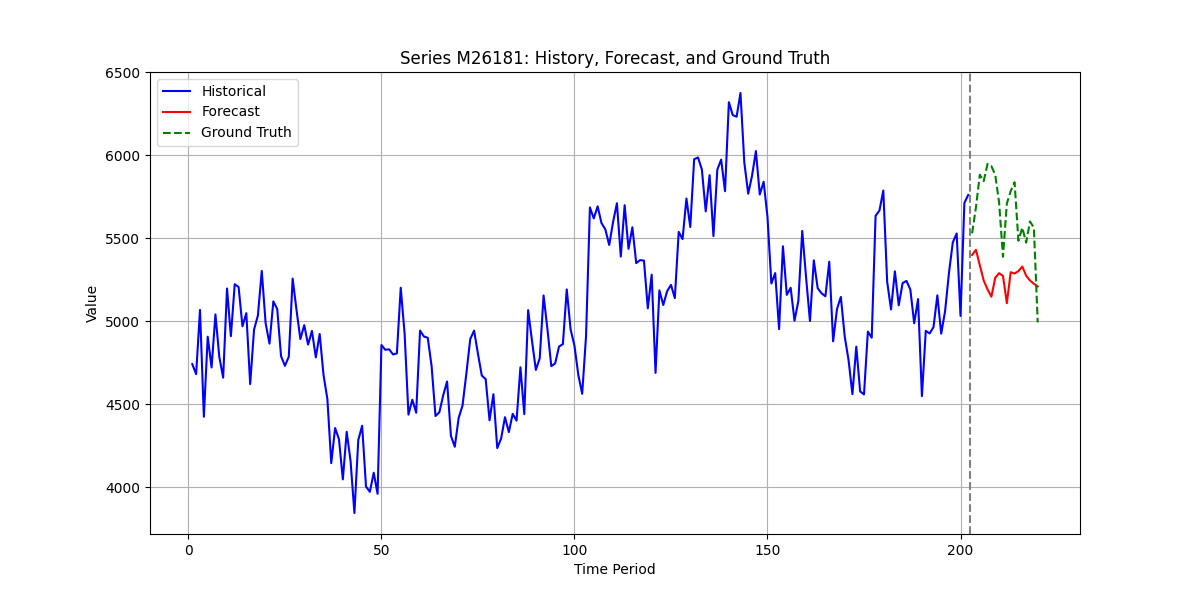 Series M26181: History, Forecast, and Ground Truth
Historical
Forecast
Ground Truth
6500
6000
5500
5000
4500
4000
Value
0 50 100 150 200
Time Period